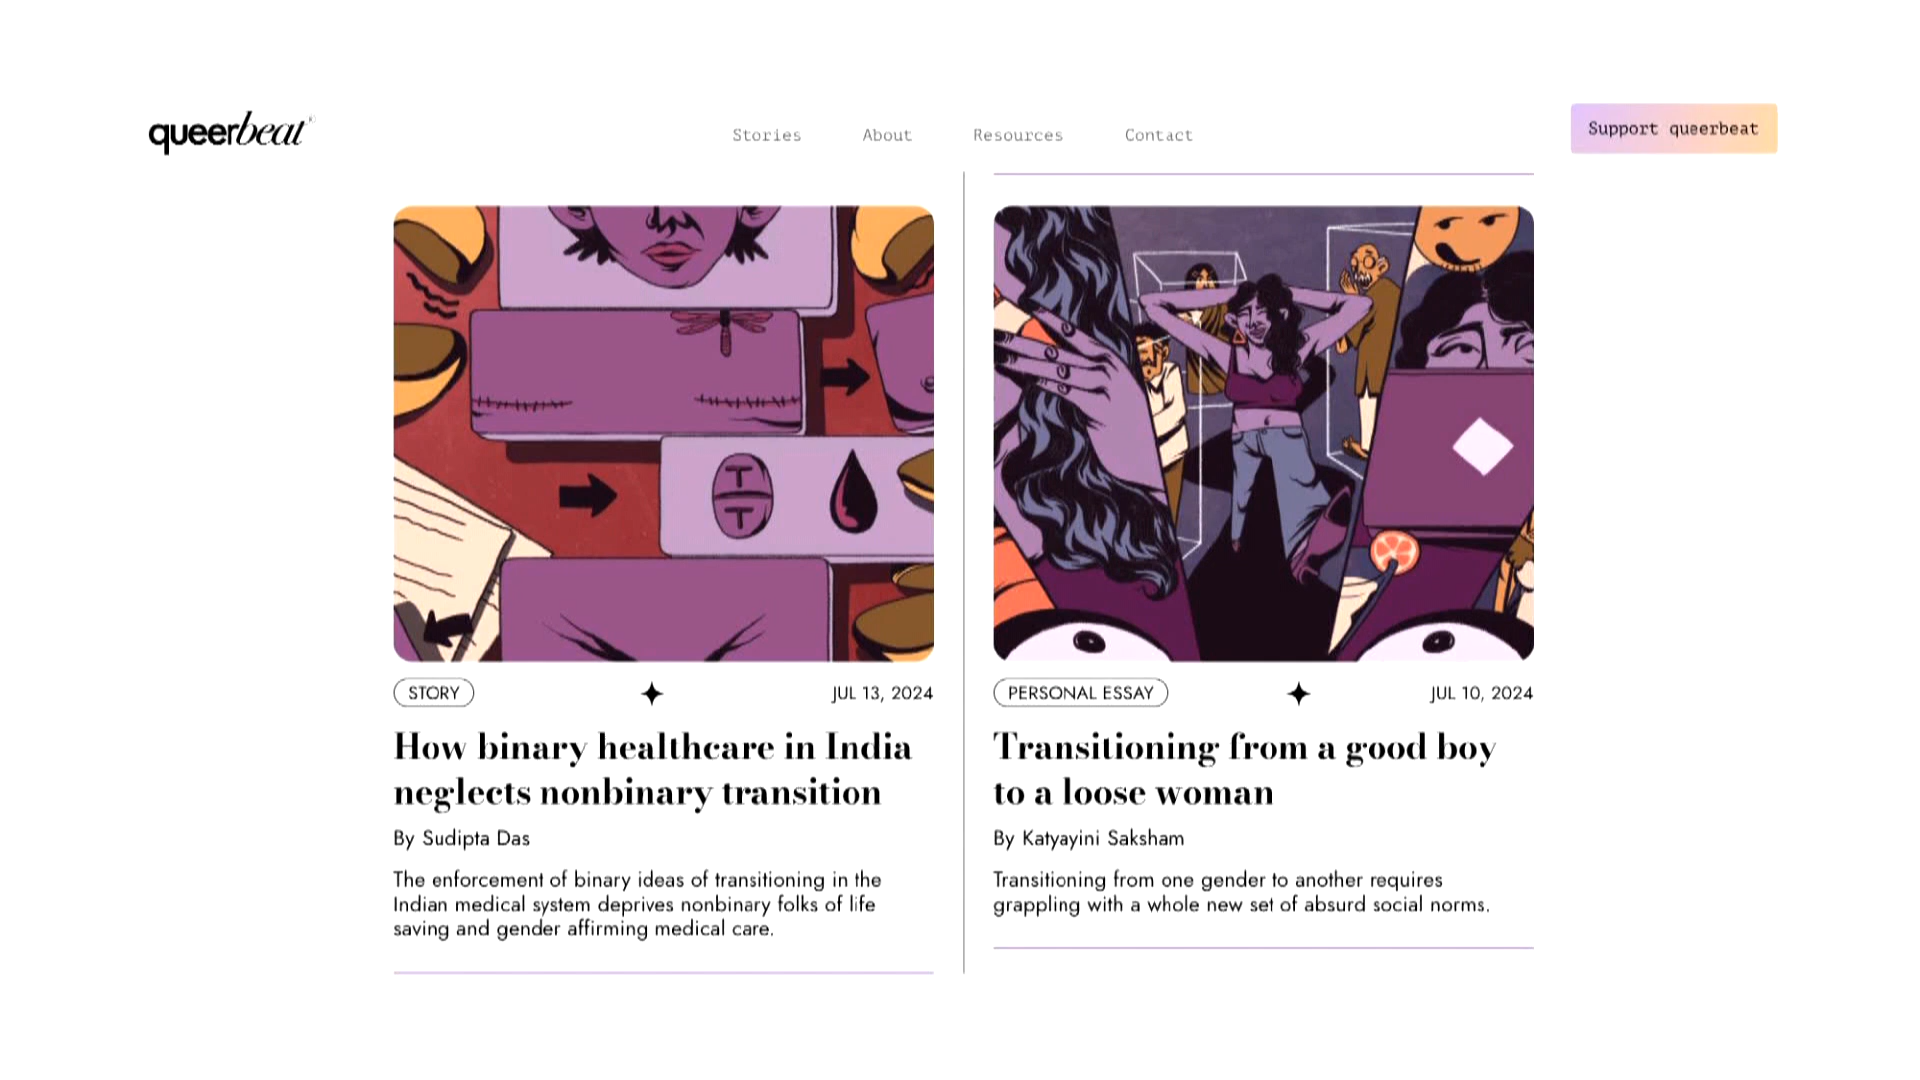 queerbeat
Stories
About
Resources
Contact
Support queerbeat
T
T
STORY
JUL 13, 2024
How binary healthcare in India
neglects nonbinary transition
By Sudipta Das
The enforcement of binary ideas of transitioning in the
Indian medical system deprives nonbinary folks of life
saving and gender affirming medical care.
PERSONAL ESSAY
JUL 10, 2024
Transitioning from a good boy
to a loose woman
By Katyayini Saksham
Transitioning from one gender to another requires
grappling with a whole new set of absurd social norms.